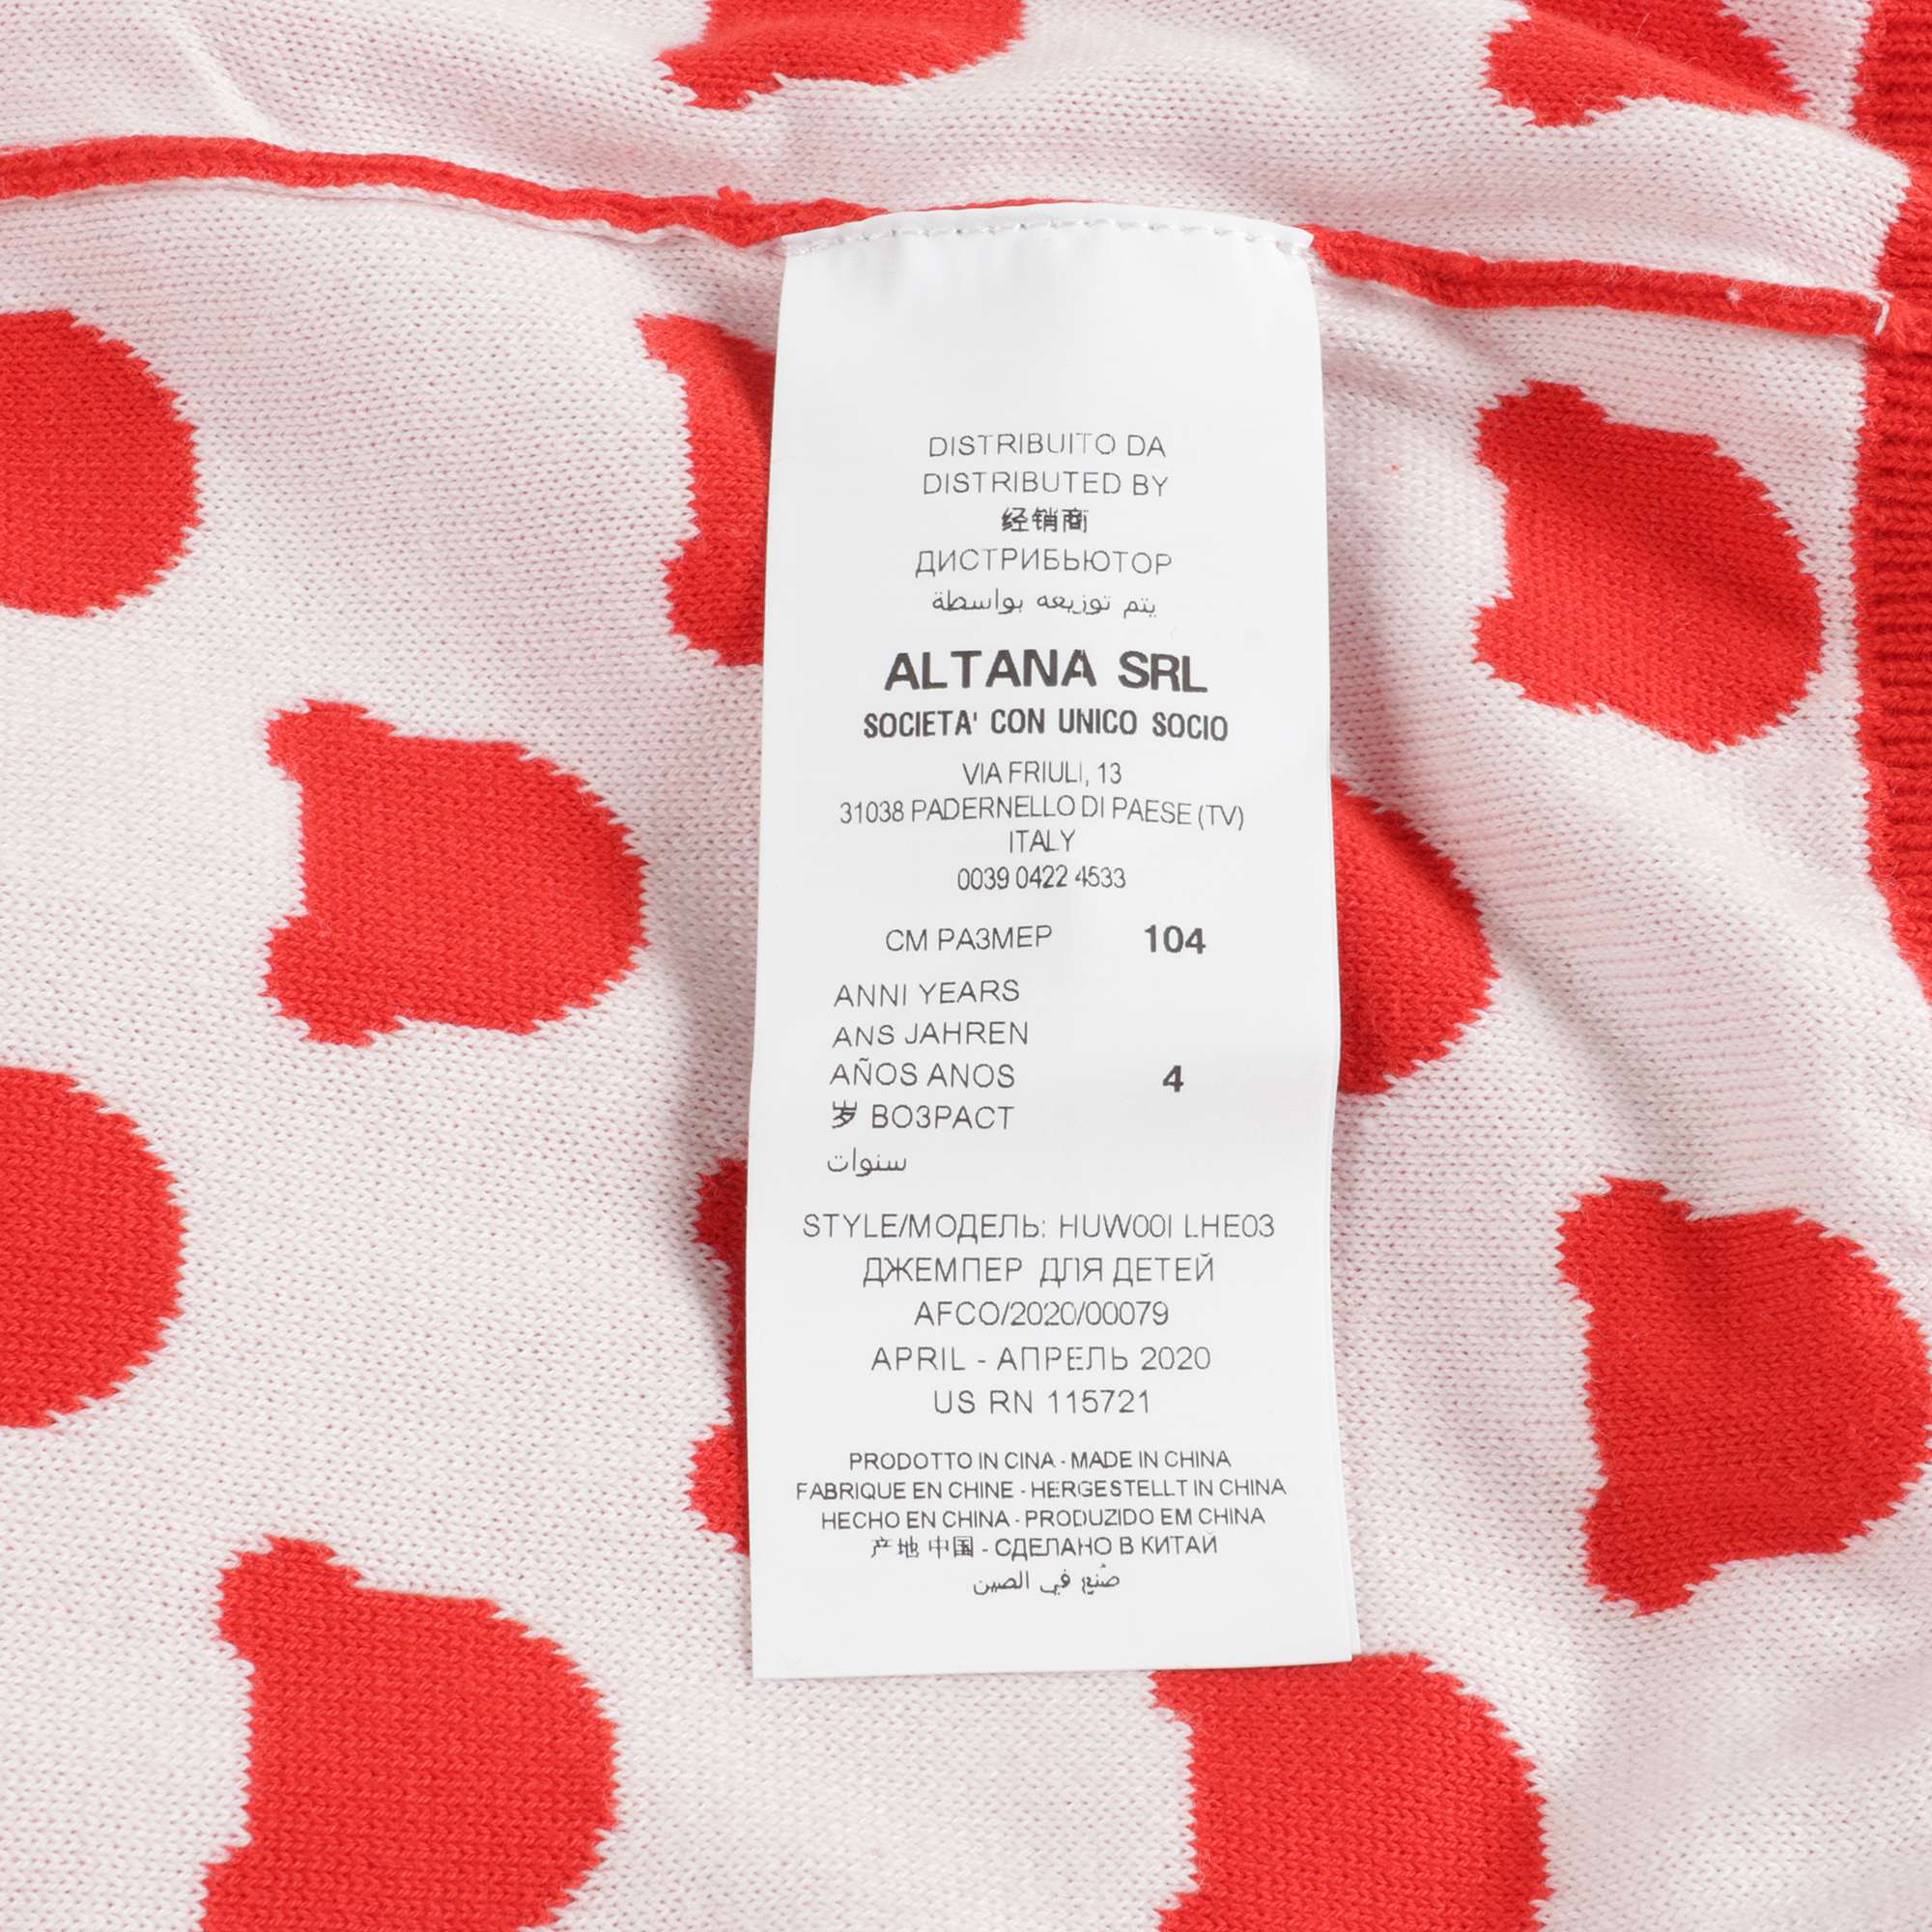 DISTRIBUITO DA
DISTRIBUTED BY
经销商
ДИСТРИБЬЮТОР
يتم توزيعه بواسطة
ALTANA SRL
SOCIETA' CON UNICO SOCIO
VIA FRIULI, 13
31038 PADERNELLO DI PAESE (TV)
ITALY
0039 0422 4533
CM РАЗМЕР 104
ANNI YEARS
ANS JAHREN
AÑOS ANOS 4
岁 ВОЗРАСТ
سنوات
STYLE/МОДЕЛЬ: HUW00I LHE03
ДЖЕМПЕР ДЛЯ ДЕТЕЙ
AFCO/2020/00079
APRIL - АПРЕЛЬ 2020
US RN 115721
PRODOTTO IN CINA - MADE IN CHINA
FABRIQUE EN CHINE - HERGESTELLT IN CHINA
HECHO EN CHINA - PRODUZIDO EM CHINA
产地 中国 - СДЕЛАНО В КИТАЙ
صُنع في الصين